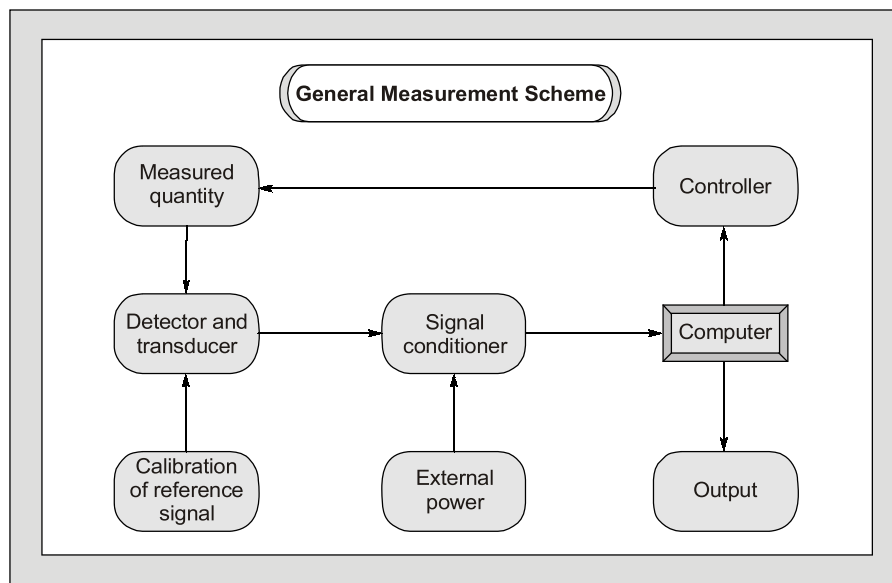 General Measurement Scheme
Measured
quantity
Controller
Detector and
transducer
Signal
conditioner
Computer
Calibration
of reference
signal
External
power
Output